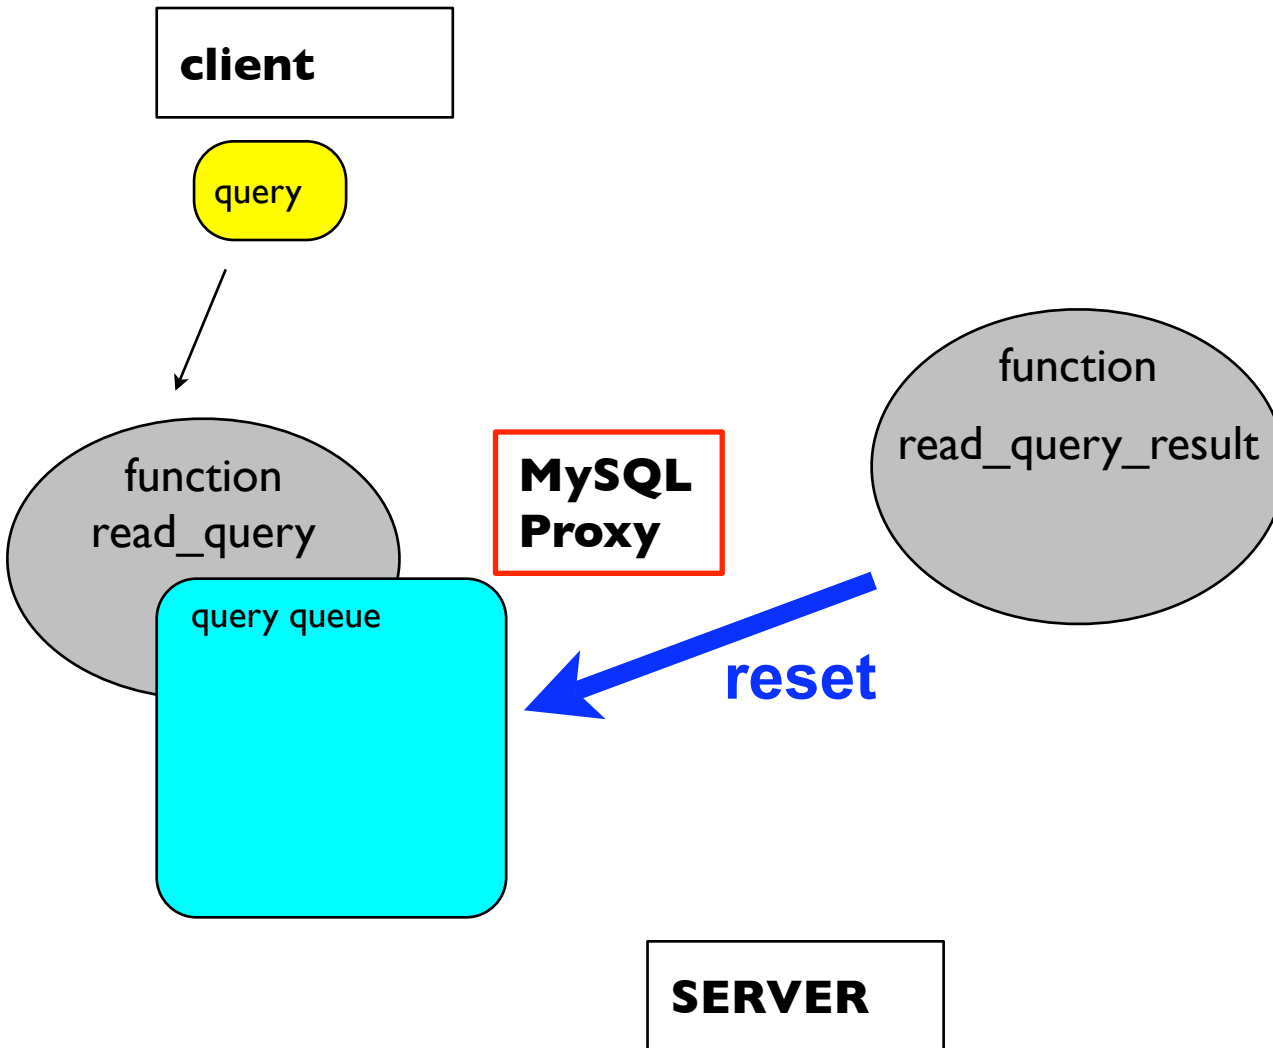 client
query
function
read_query_result
function
read_query
MySQL
Proxy
query queue
reset
SERVER